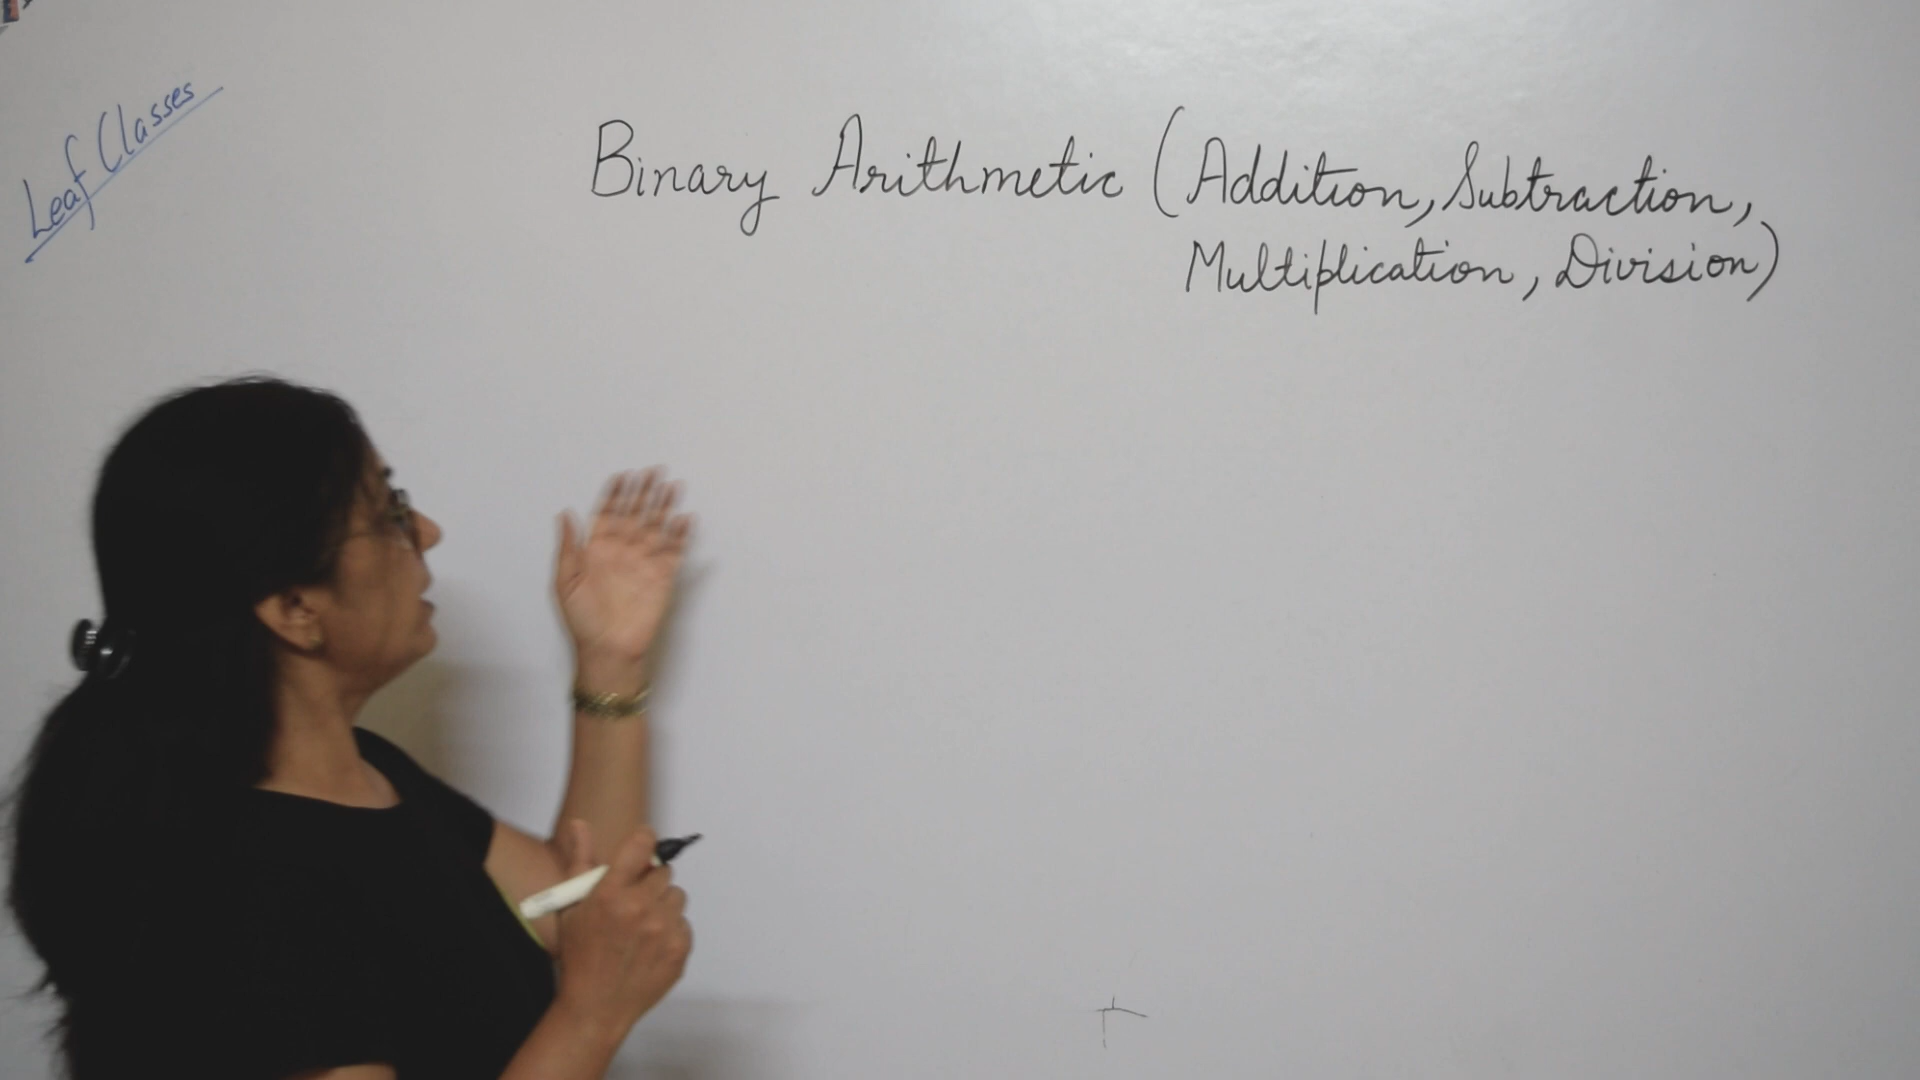 Leaf Classes
Binary Arithmetic (Addition, Subtraction,
Multiplication, Division)